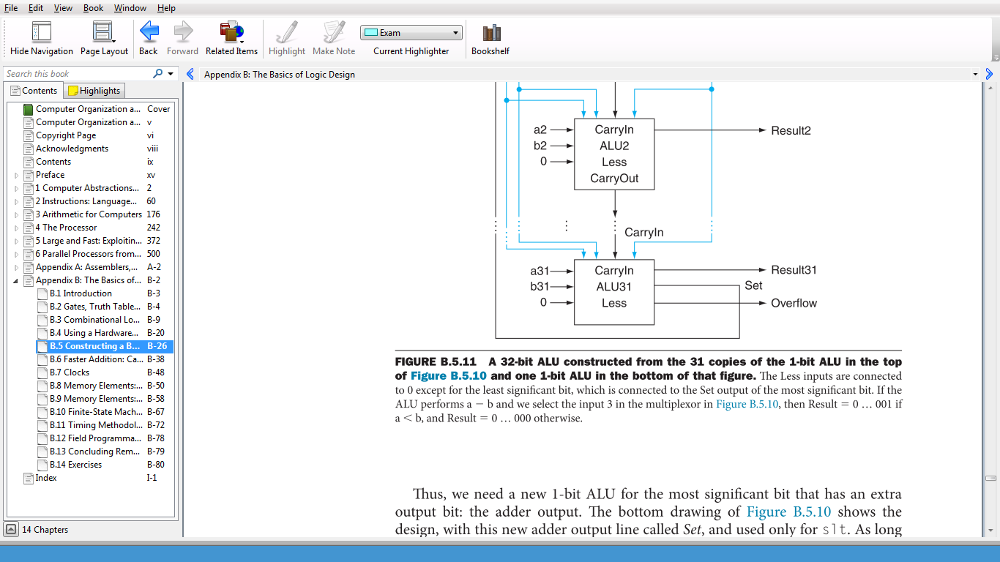 File Edit View Book Window Help
Hide Navigation Page Layout Back Forward Related Items Highlight Make Note Exam Current Highlighter Bookshelf
Search this book
Appendix B: The Basics of Logic Design
Contents Highlights
Computer Organization a... Cover
Computer Organization a... v
Copyright Page vi
Acknowledgments viii
Contents ix
Preface xv
1 Computer Abstractions... 2
2 Instructions: Language... 60
3 Arithmetic for Computers 176
4 The Processor 242
5 Large and Fast: Exploitin... 372
6 Parallel Processors from... 500
Appendix A: Assemblers,... A-2
Appendix B: The Basics of... B-2
B.1 Introduction B-3
B.2 Gates, Truth Table... B-4
B.3 Combinational Lo... B-9
B.4 Using a Hardware... B-20
B.5 Constructing a B... B-26
B.6 Faster Addition: Ca... B-38
B.7 Clocks B-48
B.8 Memory Elements:... B-50
B.9 Memory Elements:... B-58
B.10 Finite-State Mach... B-67
B.11 Timing Methodol... B-72
B.12 Field Programma... B-78
B.13 Concluding Rem... B-79
B.14 Exercises B-80
Index I-1
14 Chapters
a2 CarryIn Result2
b2 ALU2
0 Less
CarryOut
CarryIn
a31 CarryIn Result31
b31 ALU31 Set
0 Less Overflow
FIGURE B.5.11 A 32-bit ALU constructed from the 31 copies of the 1-bit ALU in the top
of Figure B.5.10 and one 1-bit ALU in the bottom of that figure. The Less inputs are connected
to 0 except for the least significant bit, which is connected to the Set output of the most significant bit. If the
ALU performs a − b and we select the input 3 in the multiplexor in Figure B.5.10, then Result = 0 … 001 if
a < b, and Result = 0 … 000 otherwise.
Thus, we need a new 1-bit ALU for the most significant bit that has an extra
output bit: the adder output. The bottom drawing of Figure B.5.10 shows the
design, with this new adder output line called Set, and used only for slt. As long